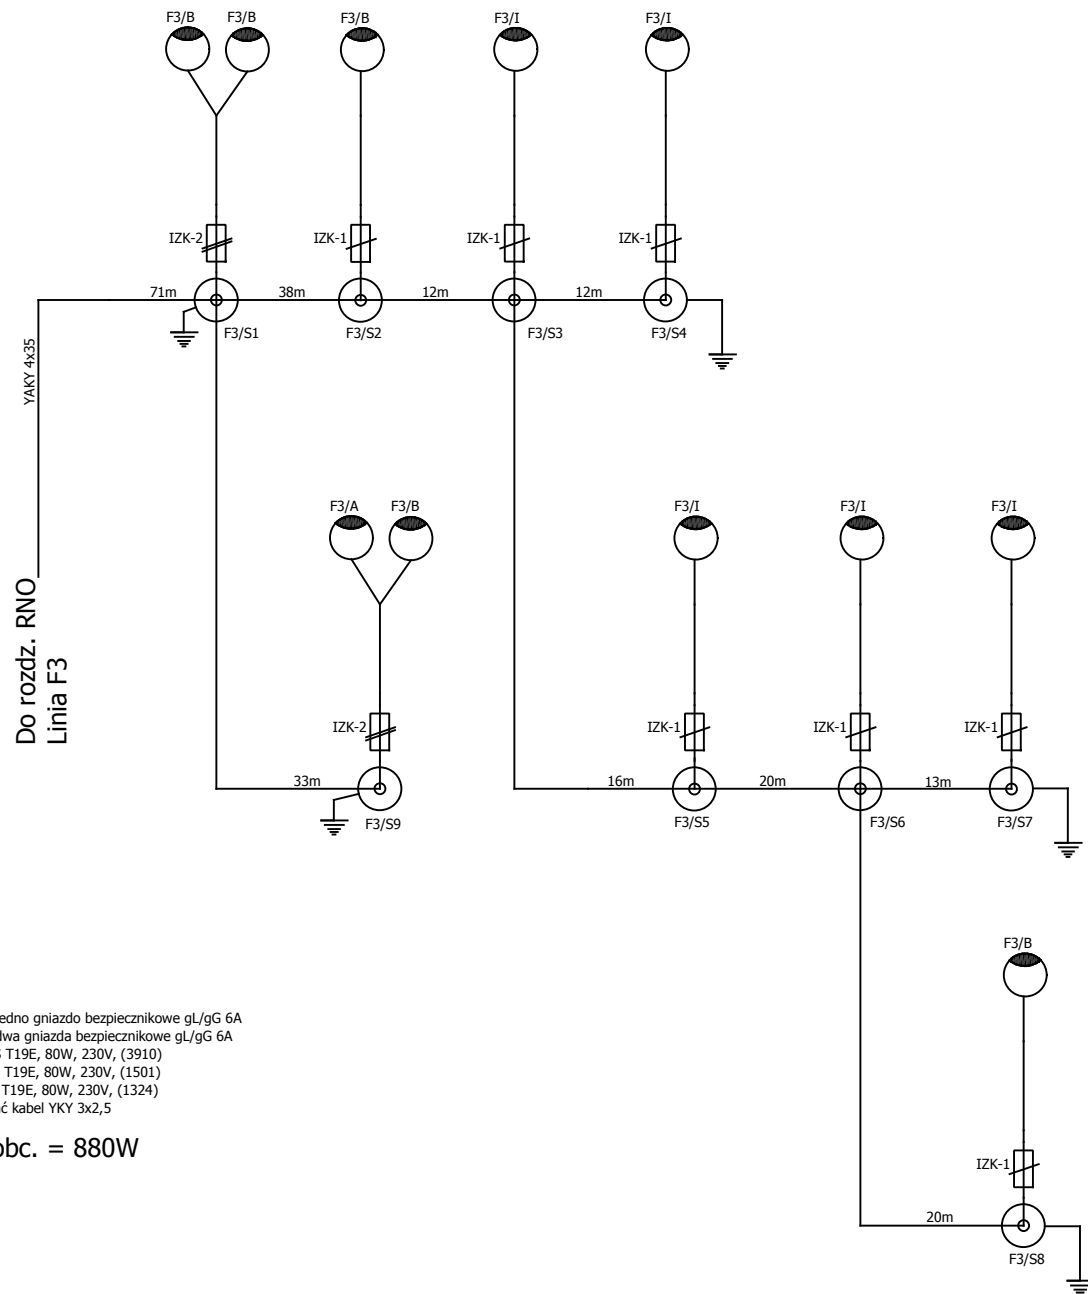 F3/B
F3/B
F3/B
F3/I
F3/I
IZK-2
IZK-1
IZK-1
IZK-1
71m
38m
12m
12m
F3/S1
F3/S2
F3/S3
F3/S4
YAKY 4x35
Do rozdz. RNO
Linia F3
F3/A
F3/B
F3/I
F3/I
F3/I
IZK-2
IZK-1
IZK-1
IZK-1
33m
16m
20m
13m
F3/S9
F3/S5
F3/S6
F3/S7
F3/B
IZK-1
20m
F3/S8
edno gniazdo bezpiecznikowe gL/gG 6A
dwa gniazda bezpiecznikowe gL/gG 6A
T19E, 80W, 230V, (3910)
T19E, 80W, 230V, (1501)
T19E, 80W, 230V, (1324)
ć kabel YKY 3x2,5
obc. = 880W